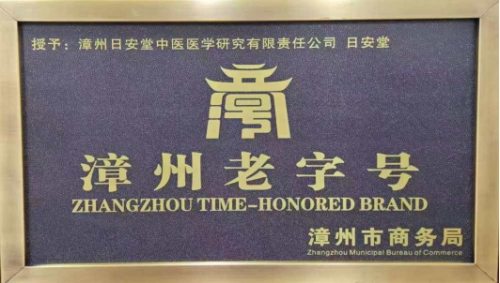 授予：漳州日安堂中医医学研究有限责任公司 日安堂
漳州老字号
ZHANGZHOU TIME-HONORED BRAND
漳州市商务局
Zhangzhou Municipal Bureau of Commerce